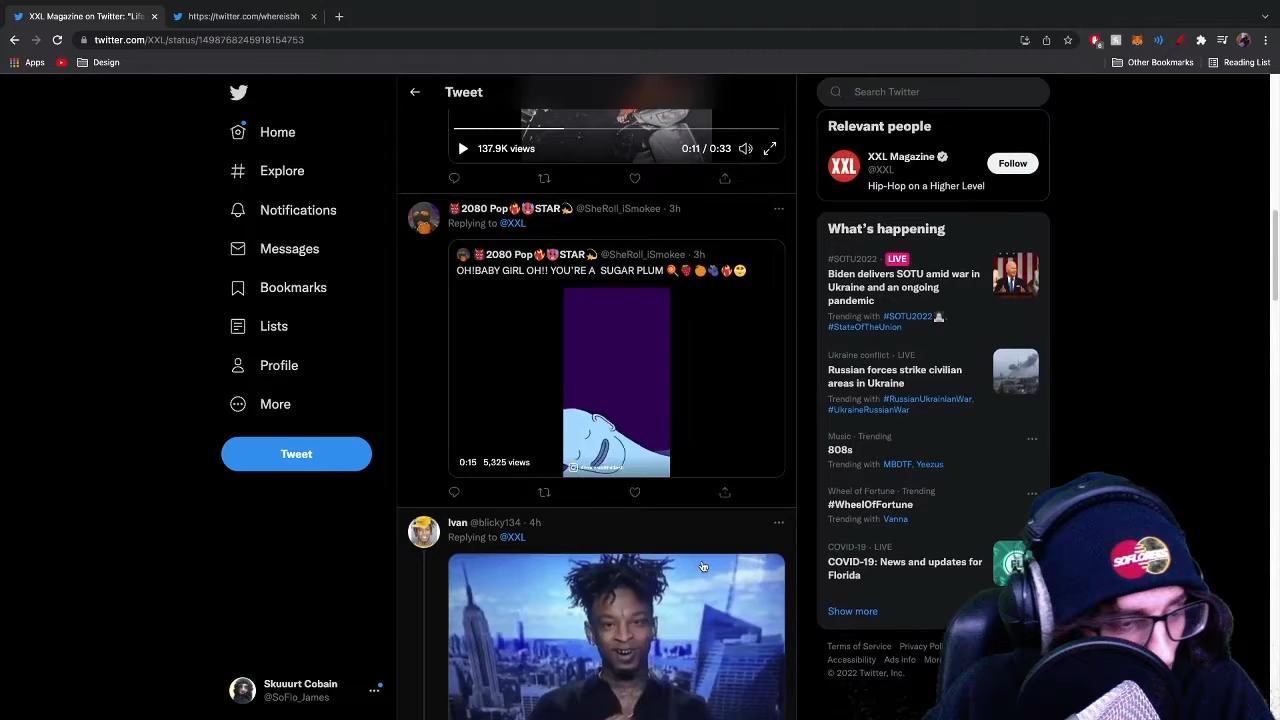 XXL Magazine on Twitter: "Life
https://twitter.com/whereisbh
twitter.com/XXL/status/1498768245918154753
6
Apps
Design
Other Bookmarks
Reading List
Home
Explore
Notifications
Messages
Bookmarks
Lists
Profile
More
Tweet
Skuuurt Cobain
@SoFlo_James
Tweet
137.9K views
0:11 / 0:33
👹2080 Pop❤️‍🔥👹STAR💫 @SheRoll_iSmokee · 3h
Replying to @XXL
👹2080 Pop❤️‍🔥👹STAR💫 @SheRoll_iSmokee · 3h
OH!BABY GIRL OH!! YOU'RE A SUGAR PLUM 🍭🍓🍊🫐❤️‍🔥🌝
0:15 5,325 views
Ivan @blicky134 · 4h
Replying to @XXL
Search Twitter
Relevant people
XXL
XXL Magazine
@XXL
Follow
Hip-Hop on a Higher Level
What's happening
#SOTU2022 LIVE
Biden delivers SOTU amid war in
Ukraine and an ongoing
pandemic
Trending with #SOTU2022,
#StateOfTheUnion
Ukraine conflict · LIVE
Russian forces strike civilian
areas in Ukraine
Trending with #RussianUkrainianWar,
#UkraineRussianWar
Music · Trending
808s
Trending with MBDTF, Yeezus
Wheel of Fortune · Trending
#WheelOfFortune
Trending with Vanna
COVID-19 · LIVE
COVID-19: News and updates for
Florida
Show more
Terms of Service Privacy
Accessibility Ads info
© 2022 Twitter, Inc.
SOFLOJAMES